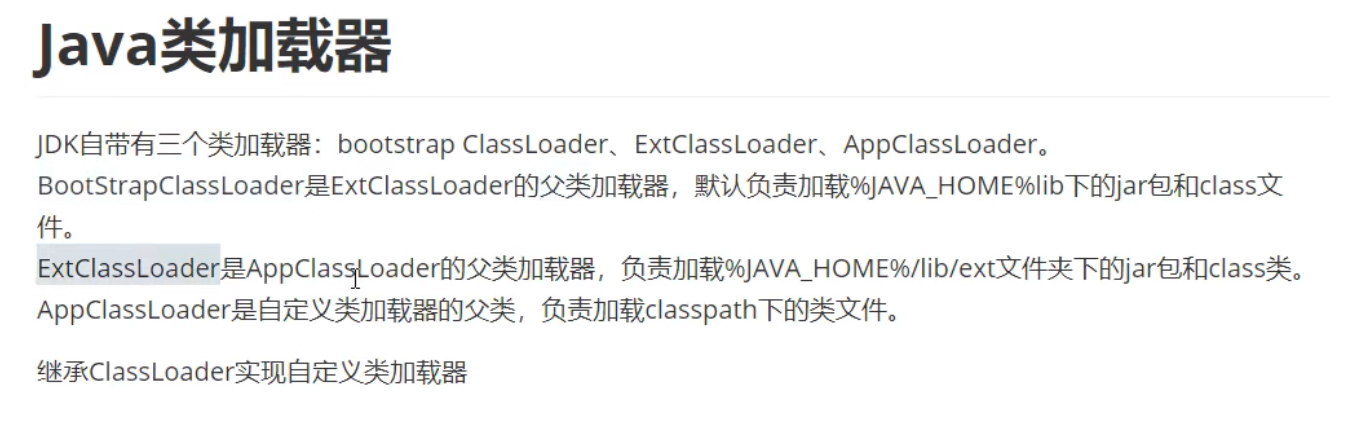 Java类加载器
JDK自带有三个类加载器：bootstrap ClassLoader、ExtClassLoader、AppClassLoader。
BootStrapClassLoader是ExtClassLoader的父类加载器，默认负责加载%JAVA_HOME%lib下的jar包和class文
件。
ExtClassLoader是AppClassLoader的父类加载器，负责加载%JAVA_HOME%/lib/ext文件夹下的jar包和class类。
AppClassLoader是自定义类加载器的父类，负责加载classpath下的类文件。
继承ClassLoader实现自定义类加载器